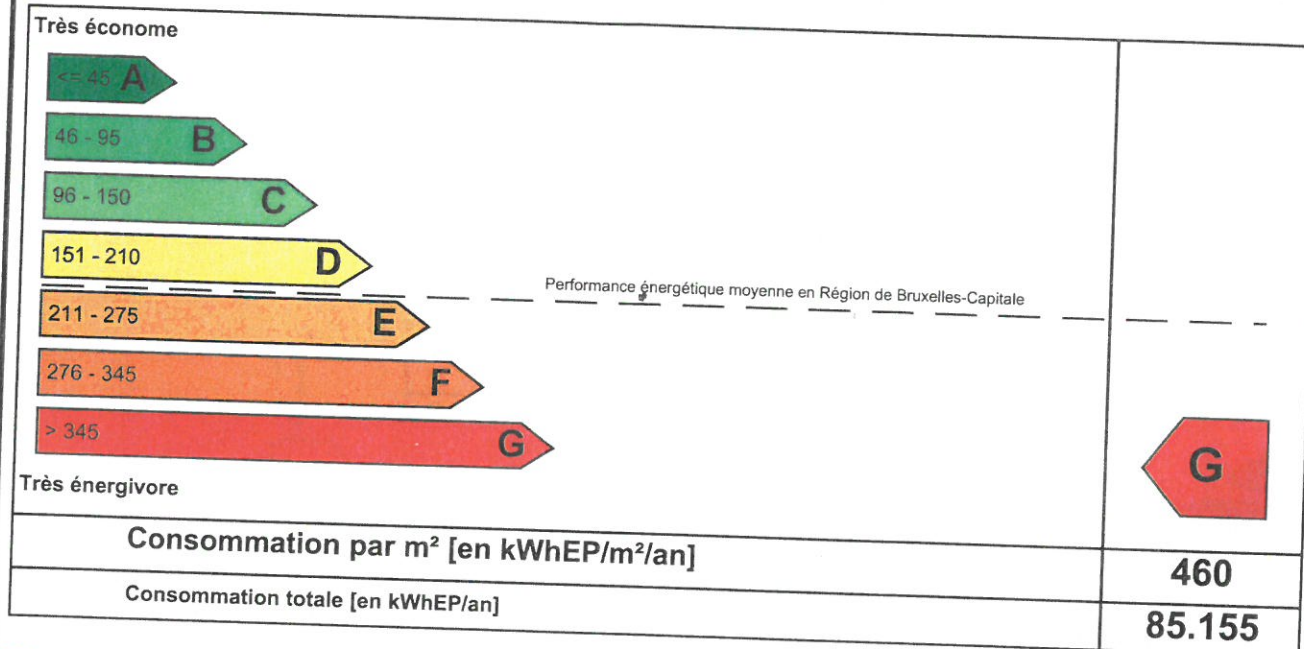 Très économe
<= 45 A
46 - 95 B
96 - 150 C
151 - 210 D
Performance énergétique moyenne en Région de Bruxelles-Capitale
211 - 275 E
276 - 345 F
> 345 G
G
Très énergivore
Consommation par m² [en kWhEP/m²/an] 460
Consommation totale [en kWhEP/an] 85.155